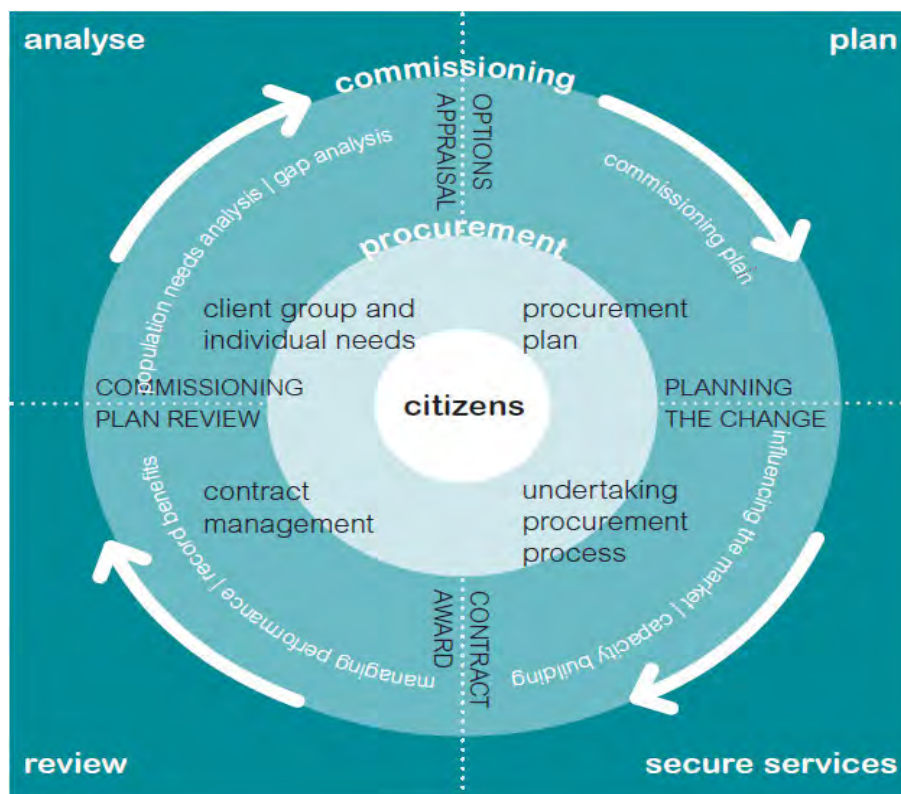 analyse
plan
commissioning
OPTIONS
APPRAISAL
population needs analysis | gap analysis
commissioning plan
procurement
client group and
individual needs
procurement
plan
COMMISSIONING
PLAN REVIEW
citizens
PLANNING
THE CHANGE
contract
management
undertaking
procurement
process
managing performance | record benefits
influencing the market | capacity building
CONTRACT
AWARD
review
secure services